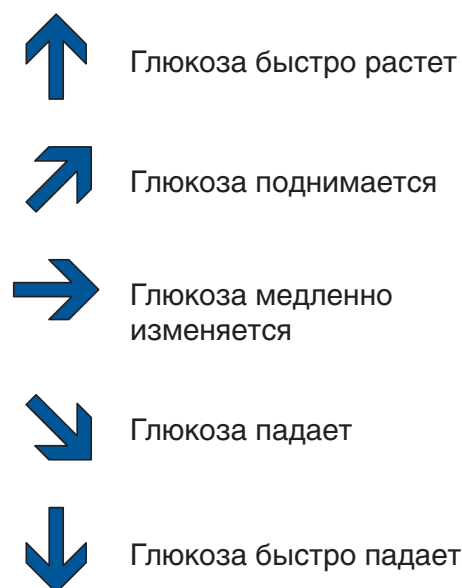 Глюкоза быстро растет
Глюкоза поднимается
Глюкоза медленно
изменяется
Глюкоза падает
Глюкоза быстро падает